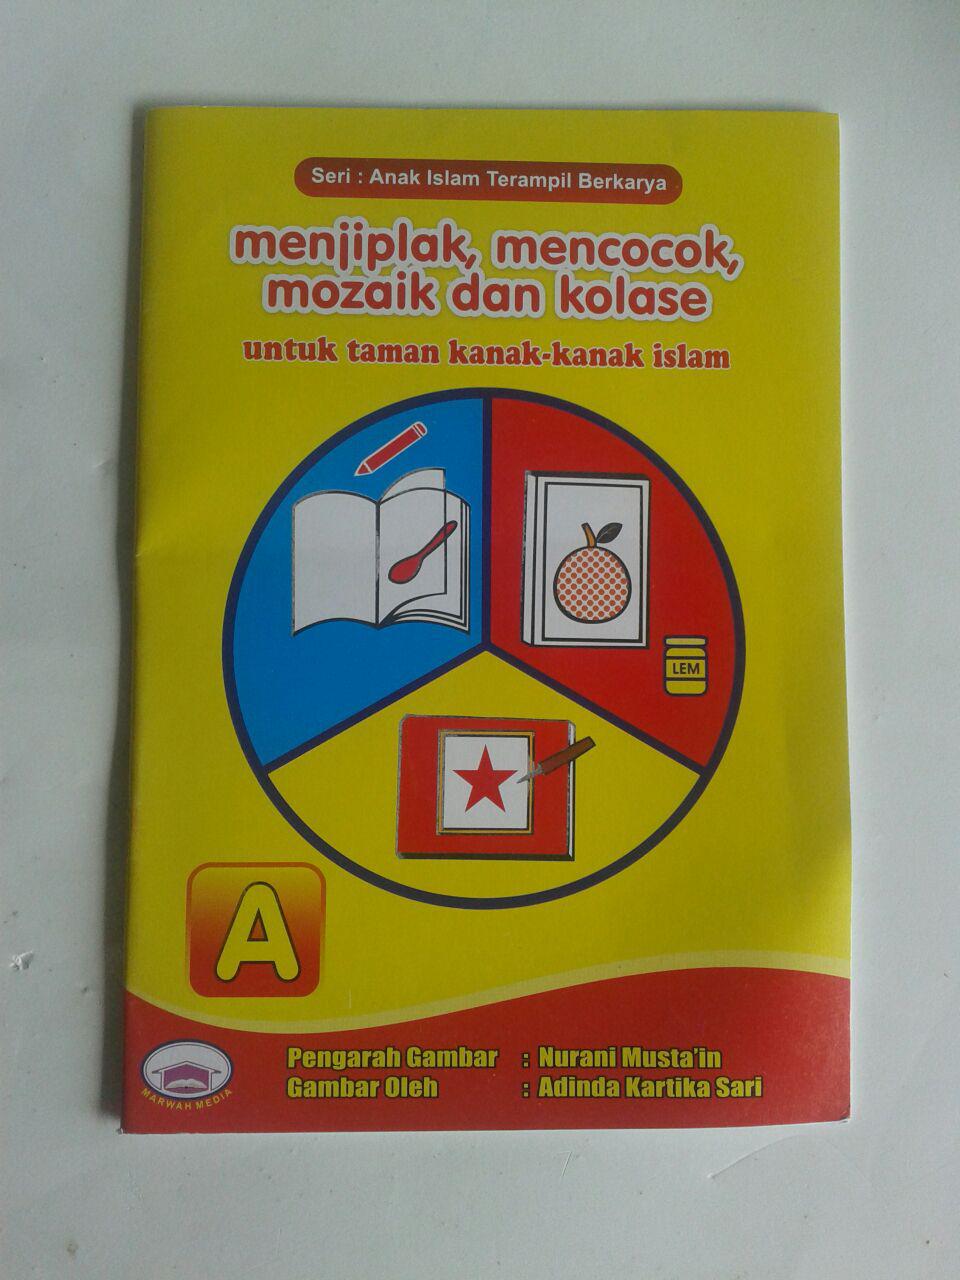 Seri : Anak Islam Terampil Berkarya
menjiplak, mencocok,
mozaik dan kolase
untuk taman kanak-kanak islam
LEM
A
Pengarah Gambar : Nurani Musta'in
Gambar Oleh : Adinda Kartika Sari
MARWAH MEDIA